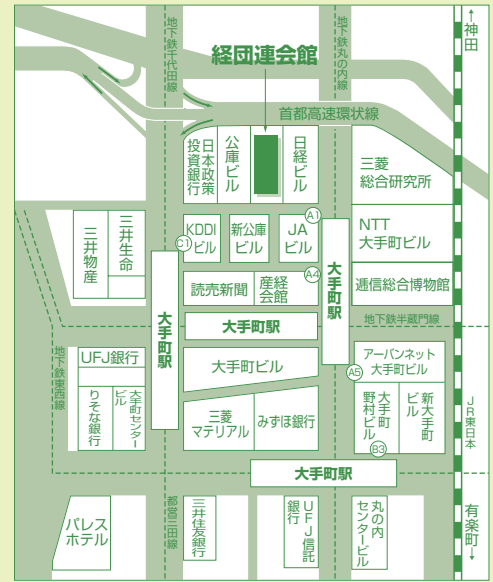 ↑神田
地下鉄千代田線
地下鉄丸の内線
経団連会館
首都高速環状線
日本政策
投資銀行
公庫ビル
日経ビル
三菱
総合研究所
三井物産
三井生命
C1
KDDI
ビル
新公庫
ビル
A1
JA
ビル
NTT
大手町ビル
大手町駅
大手町駅
読売新聞
産経
会館
A4
逓信総合博物館
大手町駅
地下鉄半蔵門線
地下鉄東西線
UFJ銀行
大手町ビル
アーバンネット
大手町ビル
A5
りそな銀行
大手町センター
ビル
三菱
マテリアル
みずほ銀行
大手町
野村ビル
新大手町
ビル
B3
JR東日本
大手町駅
パレス
ホテル
都営三田線
三井住友銀行
UFJ信託
銀行
丸の内
センタービル
有楽町↓